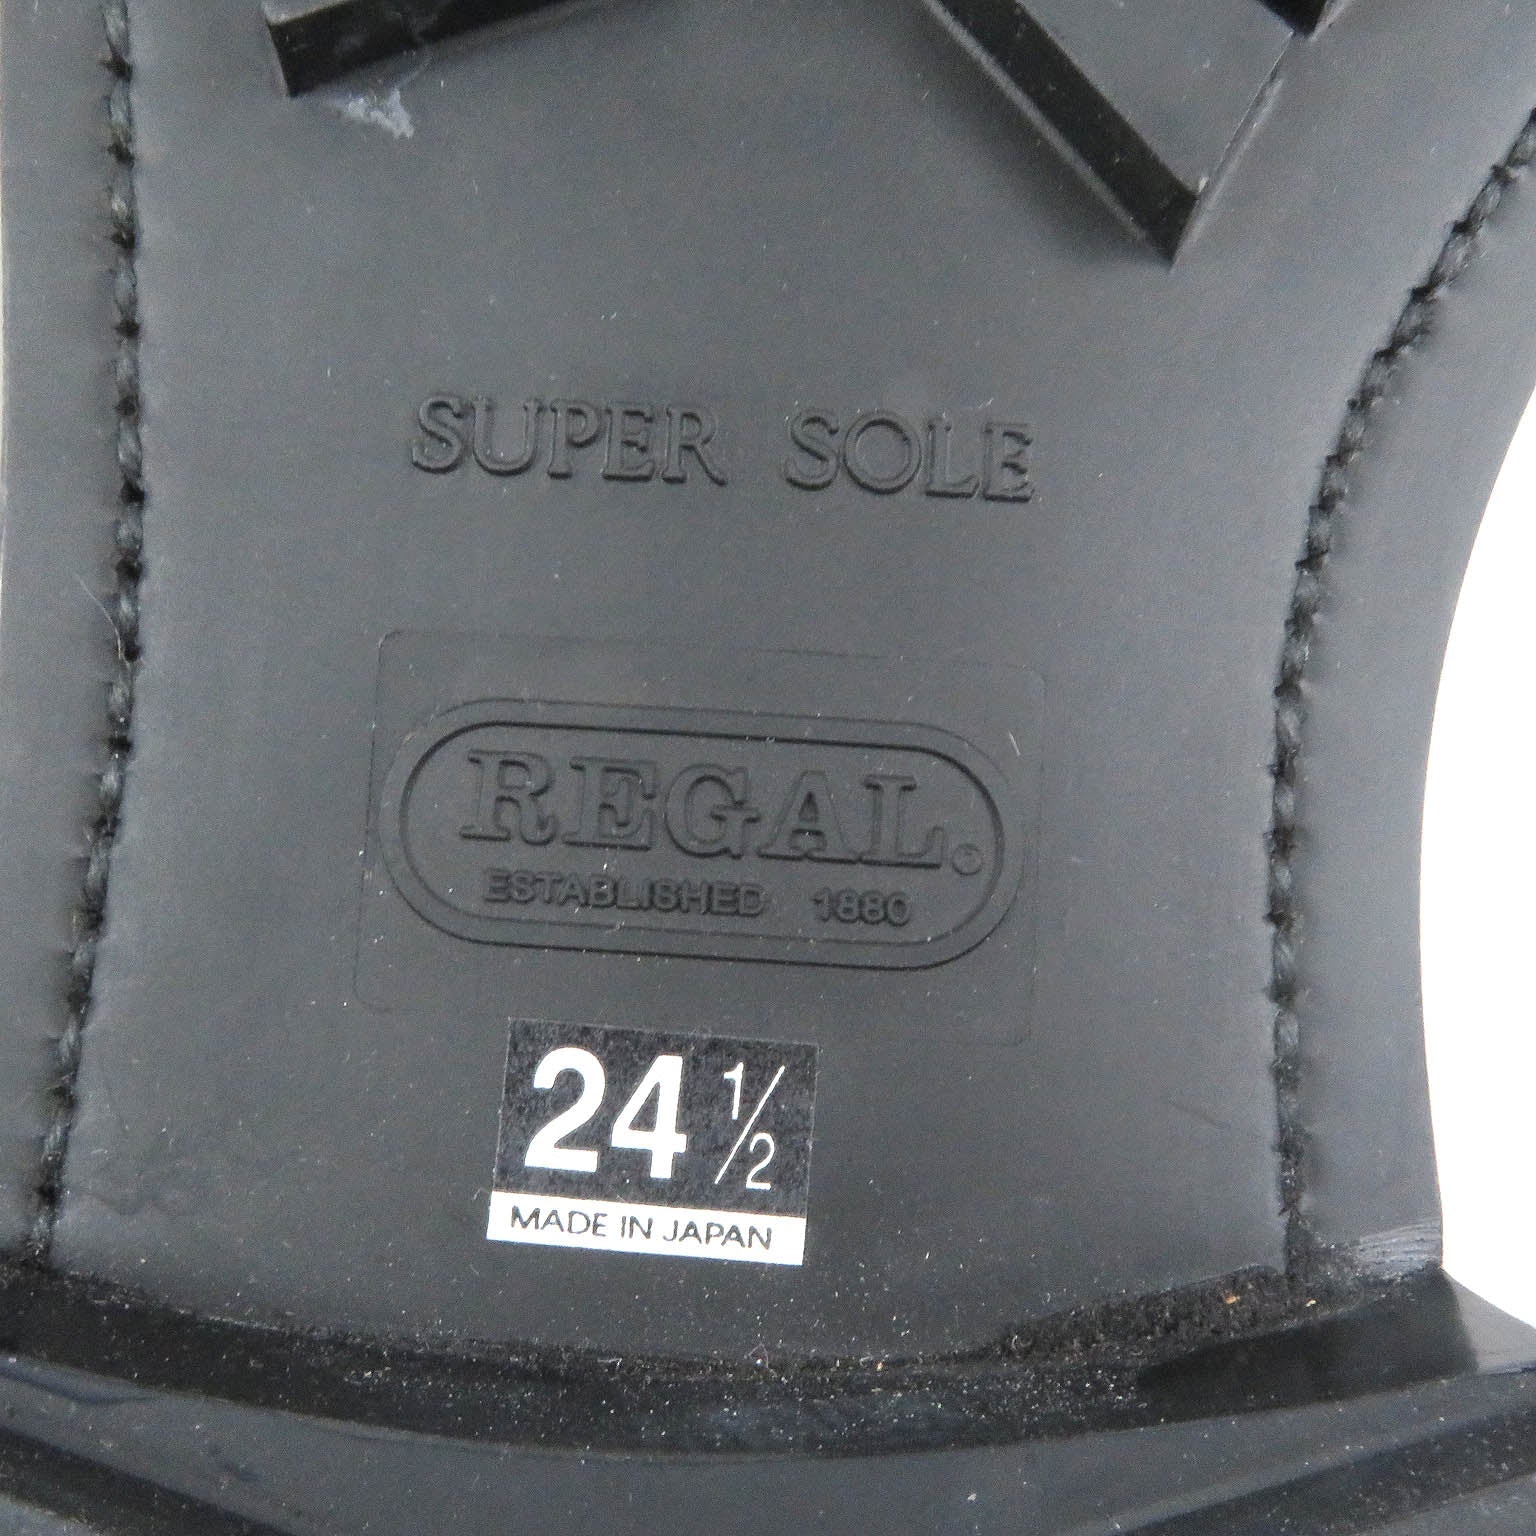 SUPER SOLE
REGAL®
ESTABLISHED 1880
24 1/2
MADE IN JAPAN